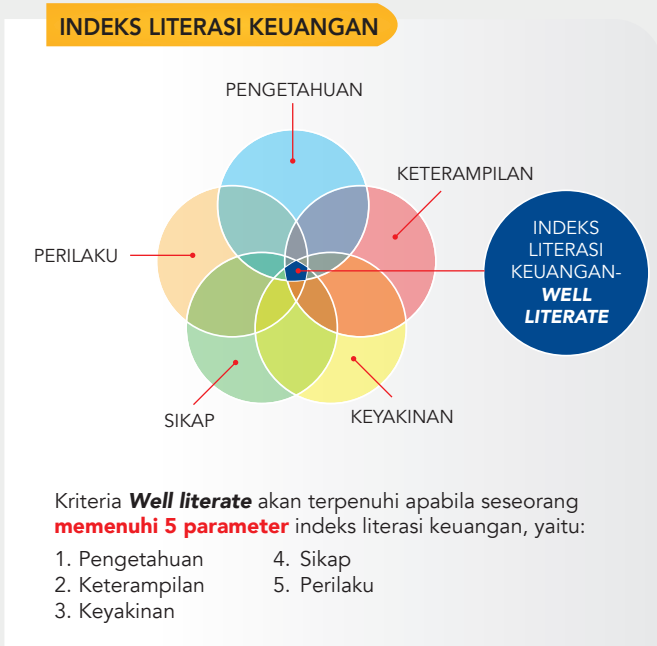 INDEKS LITERASI KEUANGAN
PENGETAHUAN
KETERAMPILAN
PERILAKU
INDEKS
LITERASI
KEUANGAN-
WELL
LITERATE
SIKAP
KEYAKINAN
Kriteria Well literate akan terpenuhi apabila seseorang
memenuhi 5 parameter indeks literasi keuangan, yaitu:
1. Pengetahuan
2. Keterampilan
3. Keyakinan
4. Sikap
5. Perilaku